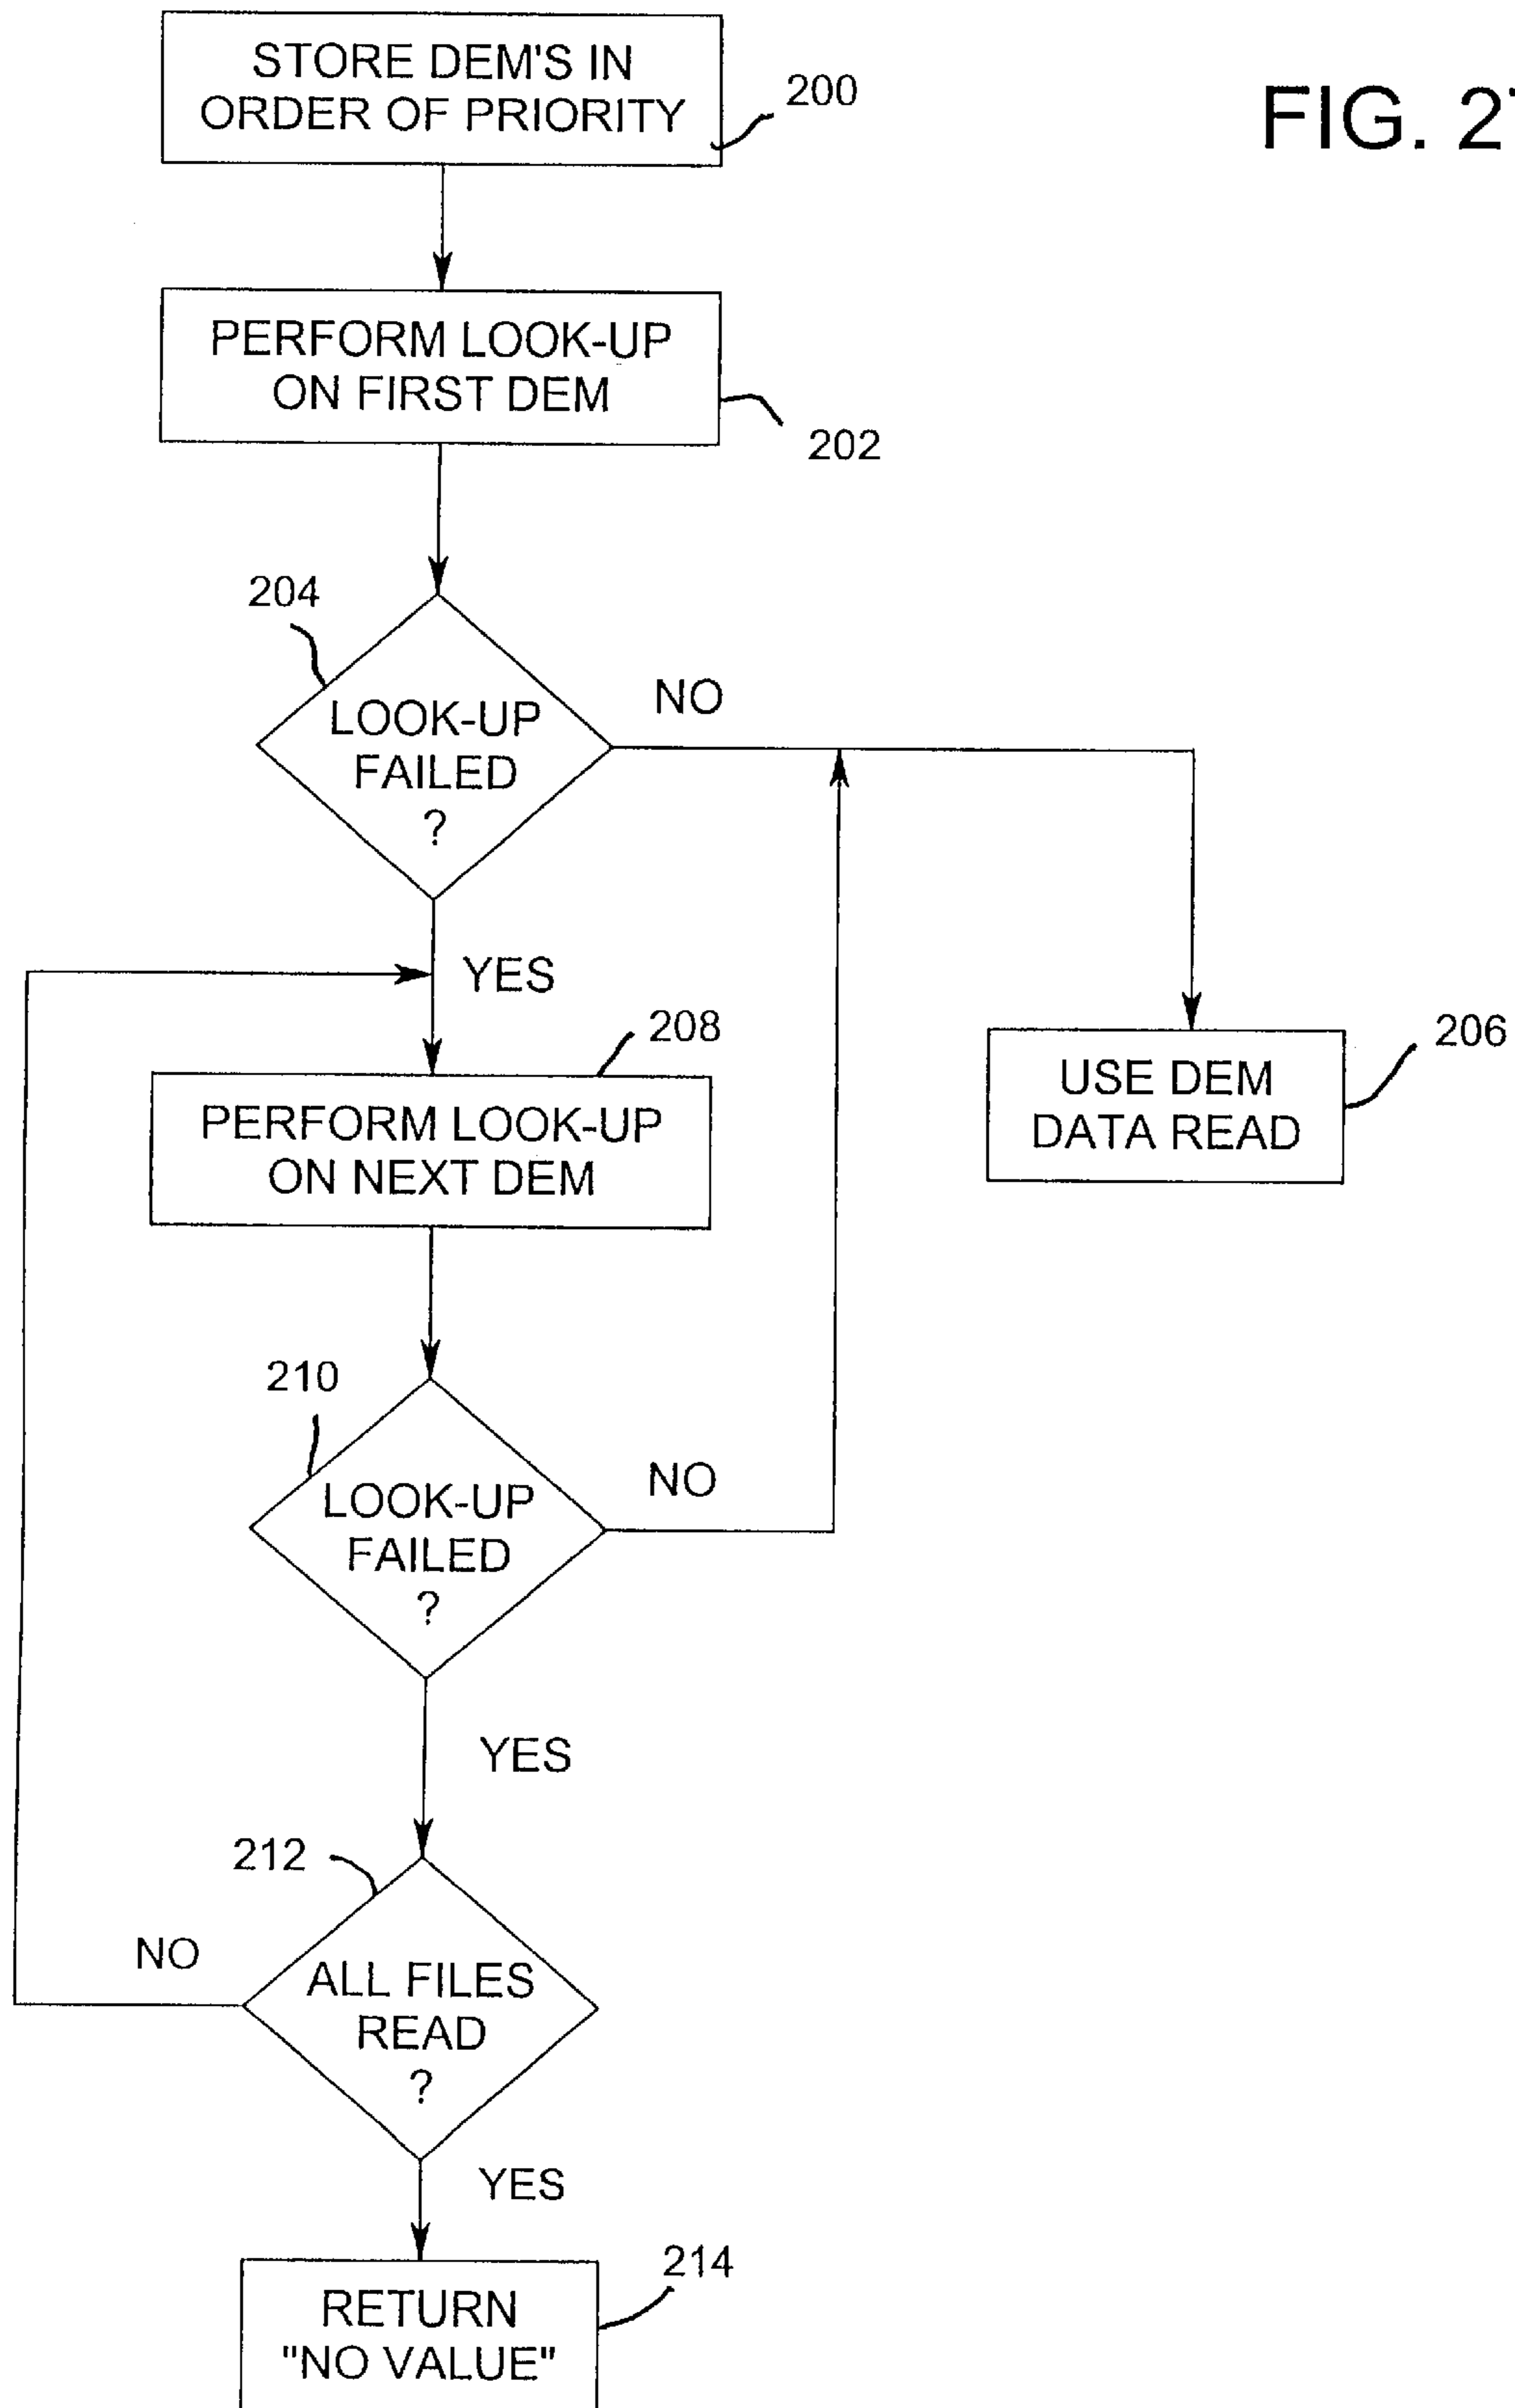 STORE DEM'S IN
ORDER OF PRIORITY
200
FIG. 2
PERFORM LOOK-UP
ON FIRST DEM
202
204
LOOK-UP
FAILED
?
NO
YES
208
PERFORM LOOK-UP
ON NEXT DEM
USE DEM
DATA READ
206
210
LOOK-UP
FAILED
?
NO
YES
212
NO
ALL FILES
READ
?
YES
214
RETURN
"NO VALUE"